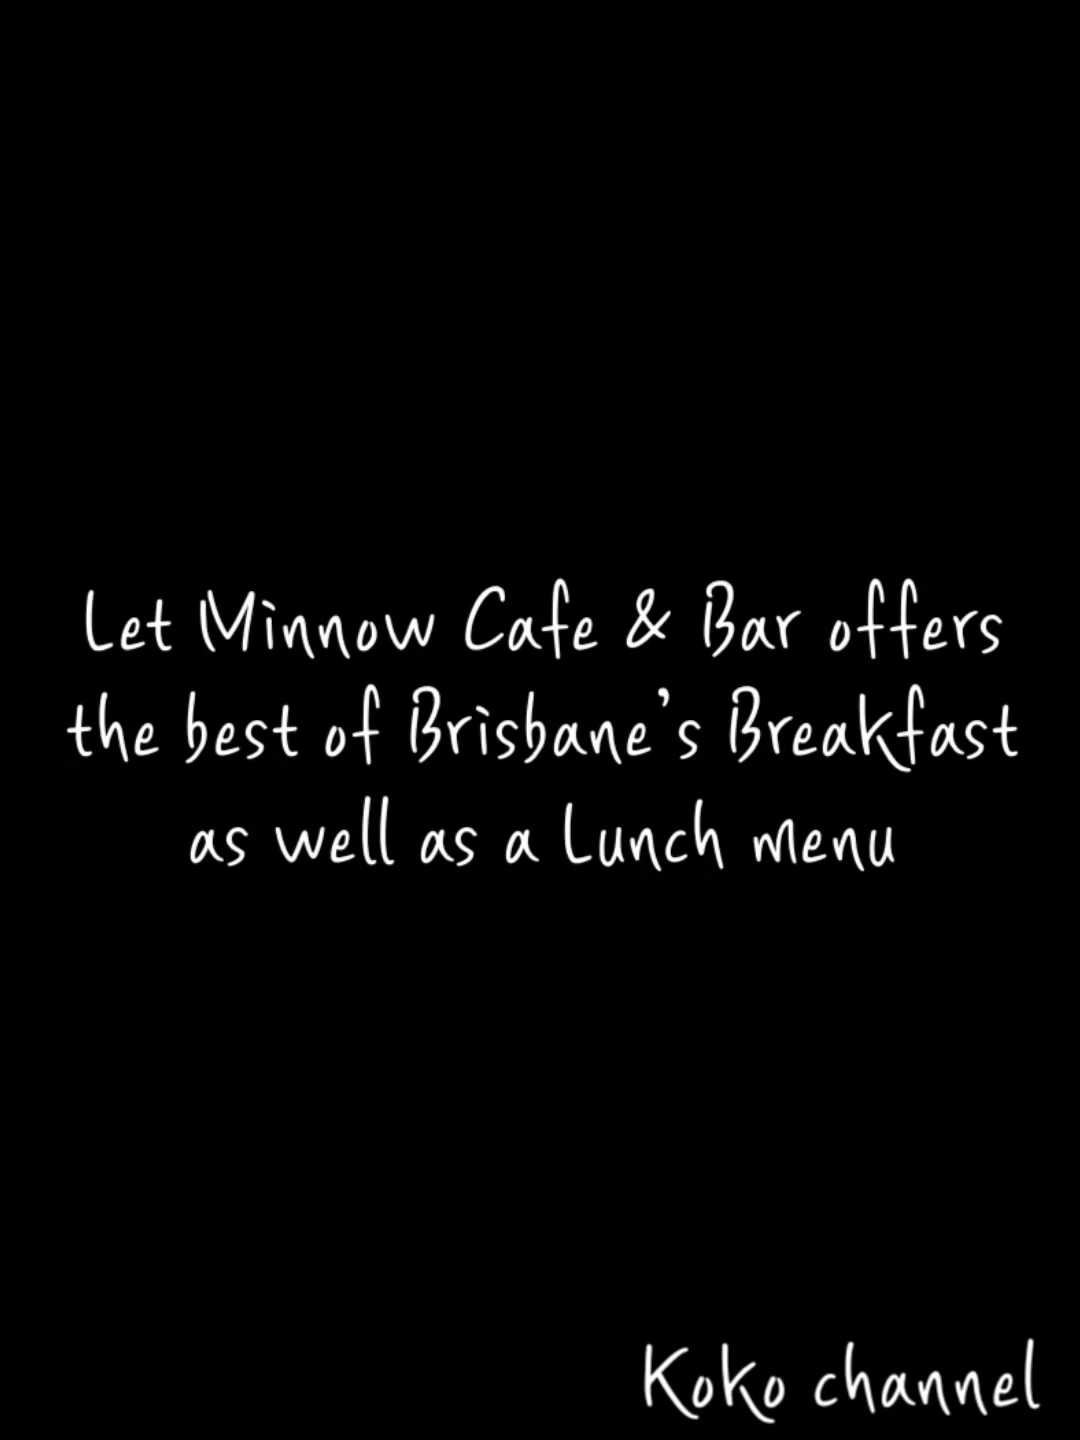 Let Minnow Cafe & Bar offers
the best of Brisbane's Breakfast
as well as a Lunch menu
Koko channel